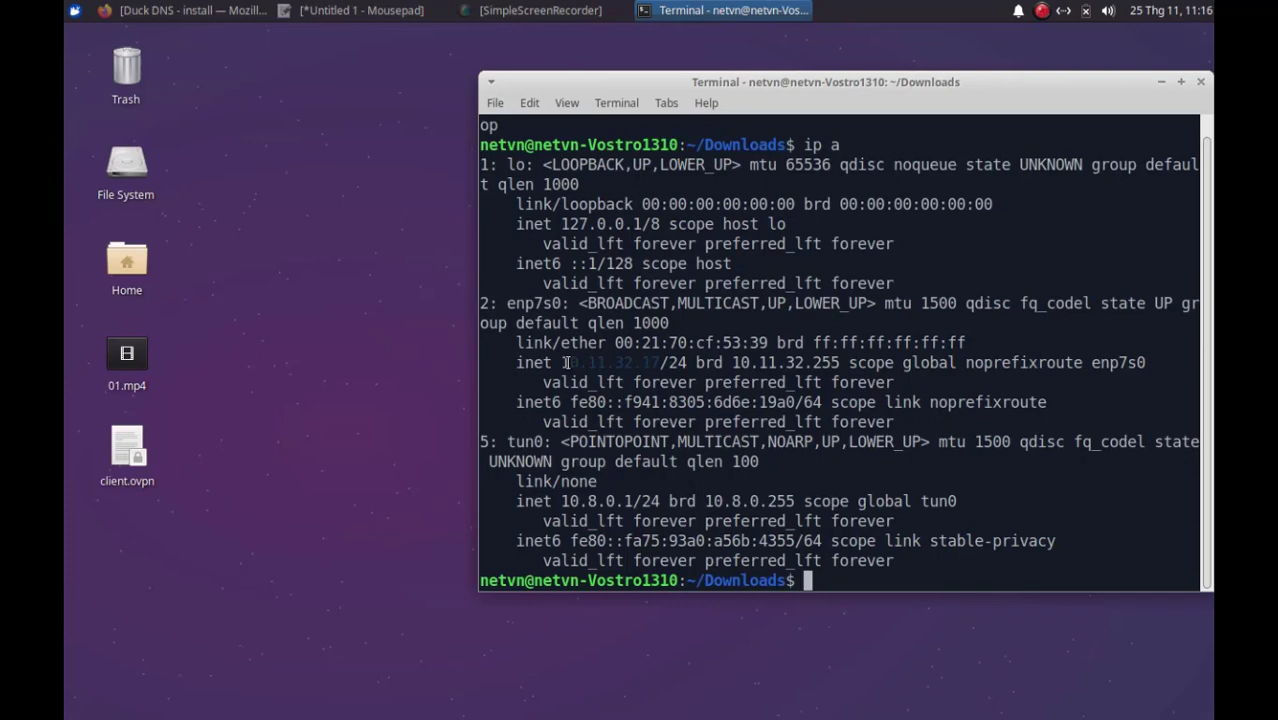 [Duck DNS - install — Mozill...
[*Untitled 1 - Mousepad]
[SimpleScreenRecorder]
Terminal - netvn@netvn-Vos...
25 Thg 11, 11:16
Trash
File System
Home
01.mp4
client.ovpn
Terminal - netvn@netvn-Vostro1310: ~/Downloads
File Edit View Terminal Tabs Help
op
netvn@netvn-Vostro1310:~/Downloads$ ip a
1: lo: <LOOPBACK,UP,LOWER_UP> mtu 65536 qdisc noqueue state UNKNOWN group defaul
t qlen 1000
link/loopback 00:00:00:00:00:00 brd 00:00:00:00:00:00
inet 127.0.0.1/8 scope host lo
valid_lft forever preferred_lft forever
inet6 ::1/128 scope host
valid_lft forever preferred_lft forever
2: enp7s0: <BROADCAST,MULTICAST,UP,LOWER_UP> mtu 1500 qdisc fq_codel state UP gr
oup default qlen 1000
link/ether 00:21:70:cf:53:39 brd ff:ff:ff:ff:ff:ff
inet 10.11.32.17/24 brd 10.11.32.255 scope global noprefixroute enp7s0
valid_lft forever preferred_lft forever
inet6 fe80::f941:8305:6d6e:19a0/64 scope link noprefixroute
valid_lft forever preferred_lft forever
5: tun0: <POINTOPOINT,MULTICAST,NOARP,UP,LOWER_UP> mtu 1500 qdisc fq_codel state
UNKNOWN group default qlen 100
link/none
inet 10.8.0.1/24 brd 10.8.0.255 scope global tun0
valid_lft forever preferred_lft forever
inet6 fe80::fa75:93a0:a56b:4355/64 scope link stable-privacy
valid_lft forever preferred_lft forever
netvn@netvn-Vostro1310:~/Downloads$